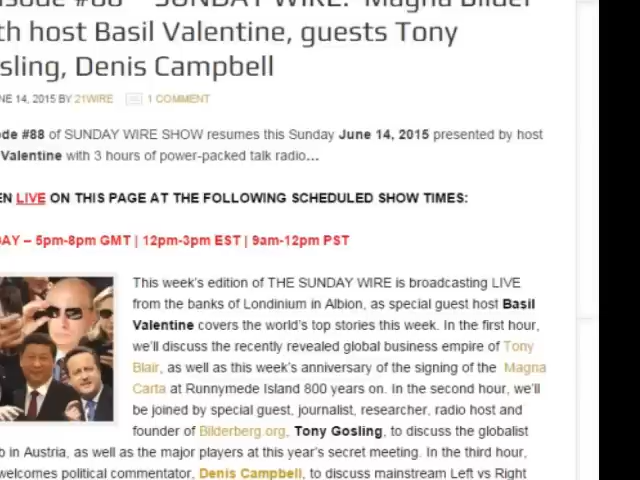 isode #88 – SUNDAY WIRE: 'Magna Bilder
th host Basil Valentine, guests Tony
sling, Denis Campbell
NE 14, 2015 BY 21WIRE 1 COMMENT
ode #88 of SUNDAY WIRE SHOW resumes this Sunday June 14, 2015 presented by host
Valentine with 3 hours of power-packed talk radio…
EN LIVE ON THIS PAGE AT THE FOLLOWING SCHEDULED SHOW TIMES:
DAY – 5pm-8pm GMT | 12pm-3pm EST | 9am-12pm PST
This week's edition of THE SUNDAY WIRE is broadcasting LIVE
from the banks of Londinium in Albion, as special guest host Basil
Valentine covers the world's top stories this week. In the first hour,
we'll discuss the recently revealed global business empire of Tony
Blair, as well as this week's anniversary of the signing of the Magna
Carta at Runnymede Island 800 years on. In the second hour, we'll
be joined by special guest, journalist, researcher, radio host and
founder of Bilderberg.org, Tony Gosling, to discuss the globalist
b in Austria, as well as the major players at this year's secret meeting. In the third hour,
welcomes political commentator, Denis Campbell, to discuss mainstream Left vs Right